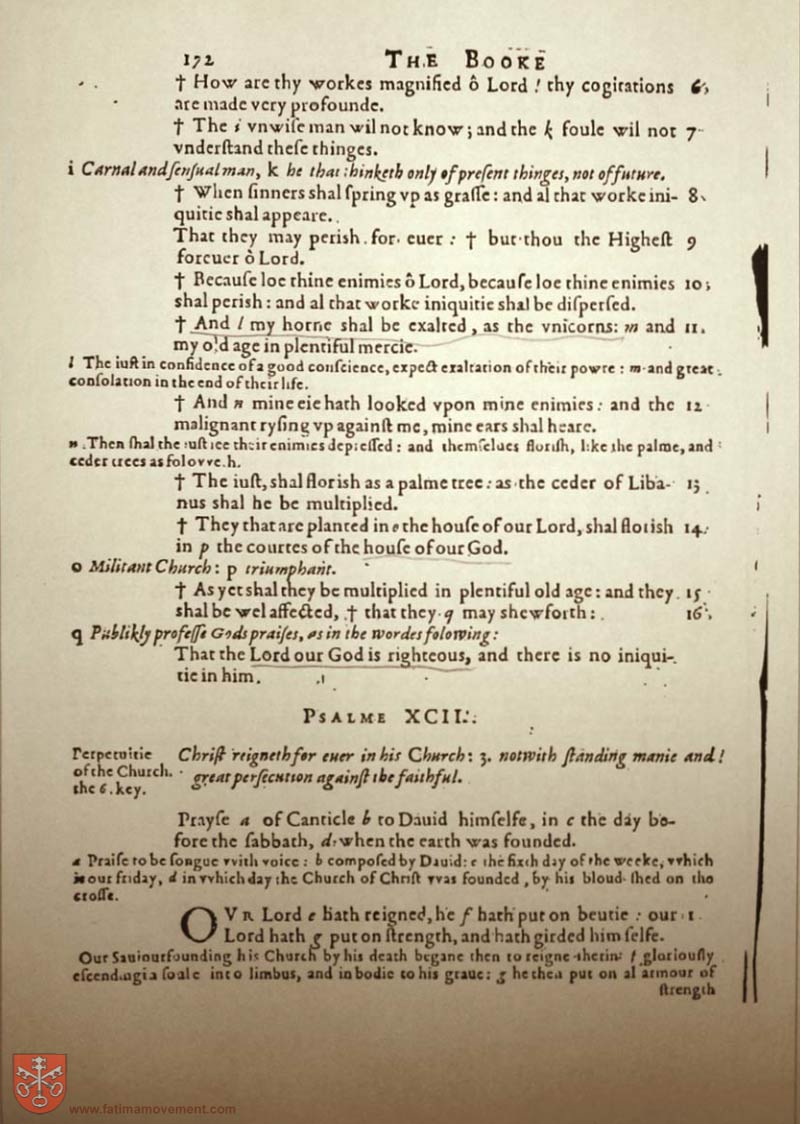 172 THE BOOKE
† How are thy workes magnified ô Lord! thy cogitations 6
are made very profounde.
† The i vnwise man wil not know; and the k foule wil not 7
vnderſtand theſe thinges.
i Carnal and ſenſual man, k he that thinketh only of preſent thinges, not of future.
† When ſinners shal ſpring vp as graſſe: and al that worke ini- 8
quitie shal appeare.
That they may perish for euer: † but thou the Higheſt 9
foreuer ô Lord.
† Becauſe loe thine enimies ô Lord, becauſe loe thine enimies 10
shal perish: and al that worke iniquitie shal be diſperſed.
† And l my horne shal be exalted, as the vnicorns: m and 11.
my old age in plentiful mercie.
l The iuſt in confidence of a good conſcience, expect exaltation of their powre: m and great
conſolation in the end of their life.
† And n mine eie hath looked vpon mine enimies: and the 12
malignant ryſing vp againſt me, mine ears shal heare.
n Then ſhal the iuſt ſee their enimies depreſſed: and themſelues floriſh, like the palme, and
ceder trees as folovveth.
† The iuſt, shal florish as a palme tree: as the ceder of Liba- 13
nus shal he be multiplied.
† They that are planted in o the houſe of our Lord, shal florish 14
in p the courtes of the houſe of our God.
o Militant Church: p triumphant.
† As yet shal they be multiplied in plentiful old age: and they 15
shal be wel affected, † that they q may shewforth: 16
q Publikly profeſſe Gods praiſes, as in the wordes folowing:
That the Lord our God is righteous, and there is no iniqui-
tie in him.
PSALME XCII.
Perpetuitie
of the Church.
the 6. key.
Chriſt reigneth for euer in his Church: 3. notwithſtanding manie and
great perſecution againſt the faithful.
Prayſe a of Canticle b to Dauid himſelfe, in c the day be-
fore the ſabbath, d when the earth was founded.
a Praiſe to be ſongue vvith voice: b compoſed by Dauid: c the ſixth day of the weeke, vvhich
is our friday, d in vvhich day the Church of Chriſt vvas founded, by his bloud ſhed on the
croſſe.
OVR Lord e hath reigned, he f hath put on beutie: our 1
Lord hath g put on ſtrength, and hath girded him ſelfe.
Our Sauiour founding his Church by his death begane then to reigne therin: f gloriouſly
eſcending in ſoule into limbus, and in bodie to his graue: g he then put on al armour of
ſtrength
www.fatimamovement.com